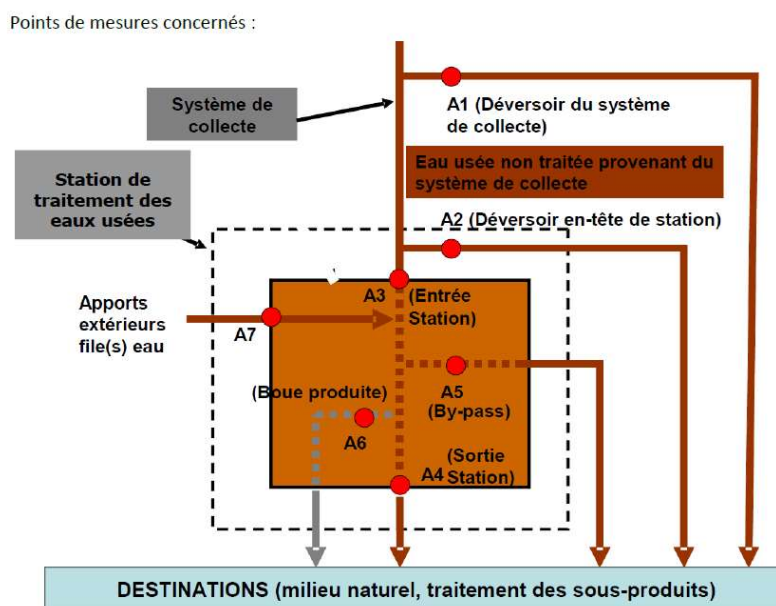 Points de mesures concernés :
Système de
collecte
A1 (Déversoir du système
de collecte)
Eau usée non traitée provenant du
système de collecte
Station de
traitement des
eaux usées
A2 (Déversoir en-tête de station)
A3
(Entrée
Station)
Apports
extérieurs
file(s) eau
A7
(Boue produite)
A5
(By-pass)
A6
(Sortie
Station)
A4
DESTINATIONS (milieu naturel, traitement des sous-produits)